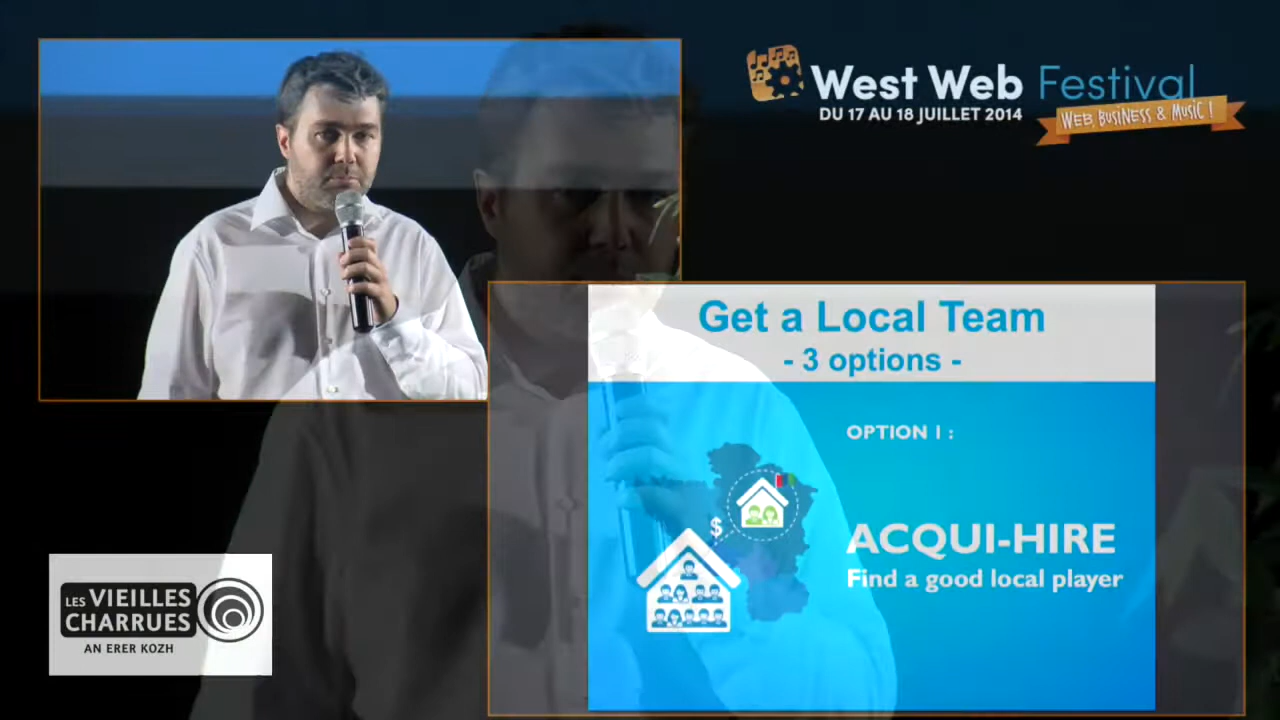 West Web Festival
DU 17 AU 18 JUILLET 2014
WEB, BUSINESS & MUSIC !
Get a Local Team
- 3 options -
OPTION 1 :
$
ACQUI-HIRE
Find a good local player
LES VIEILLES
CHARRUES
AN ERER KOZH